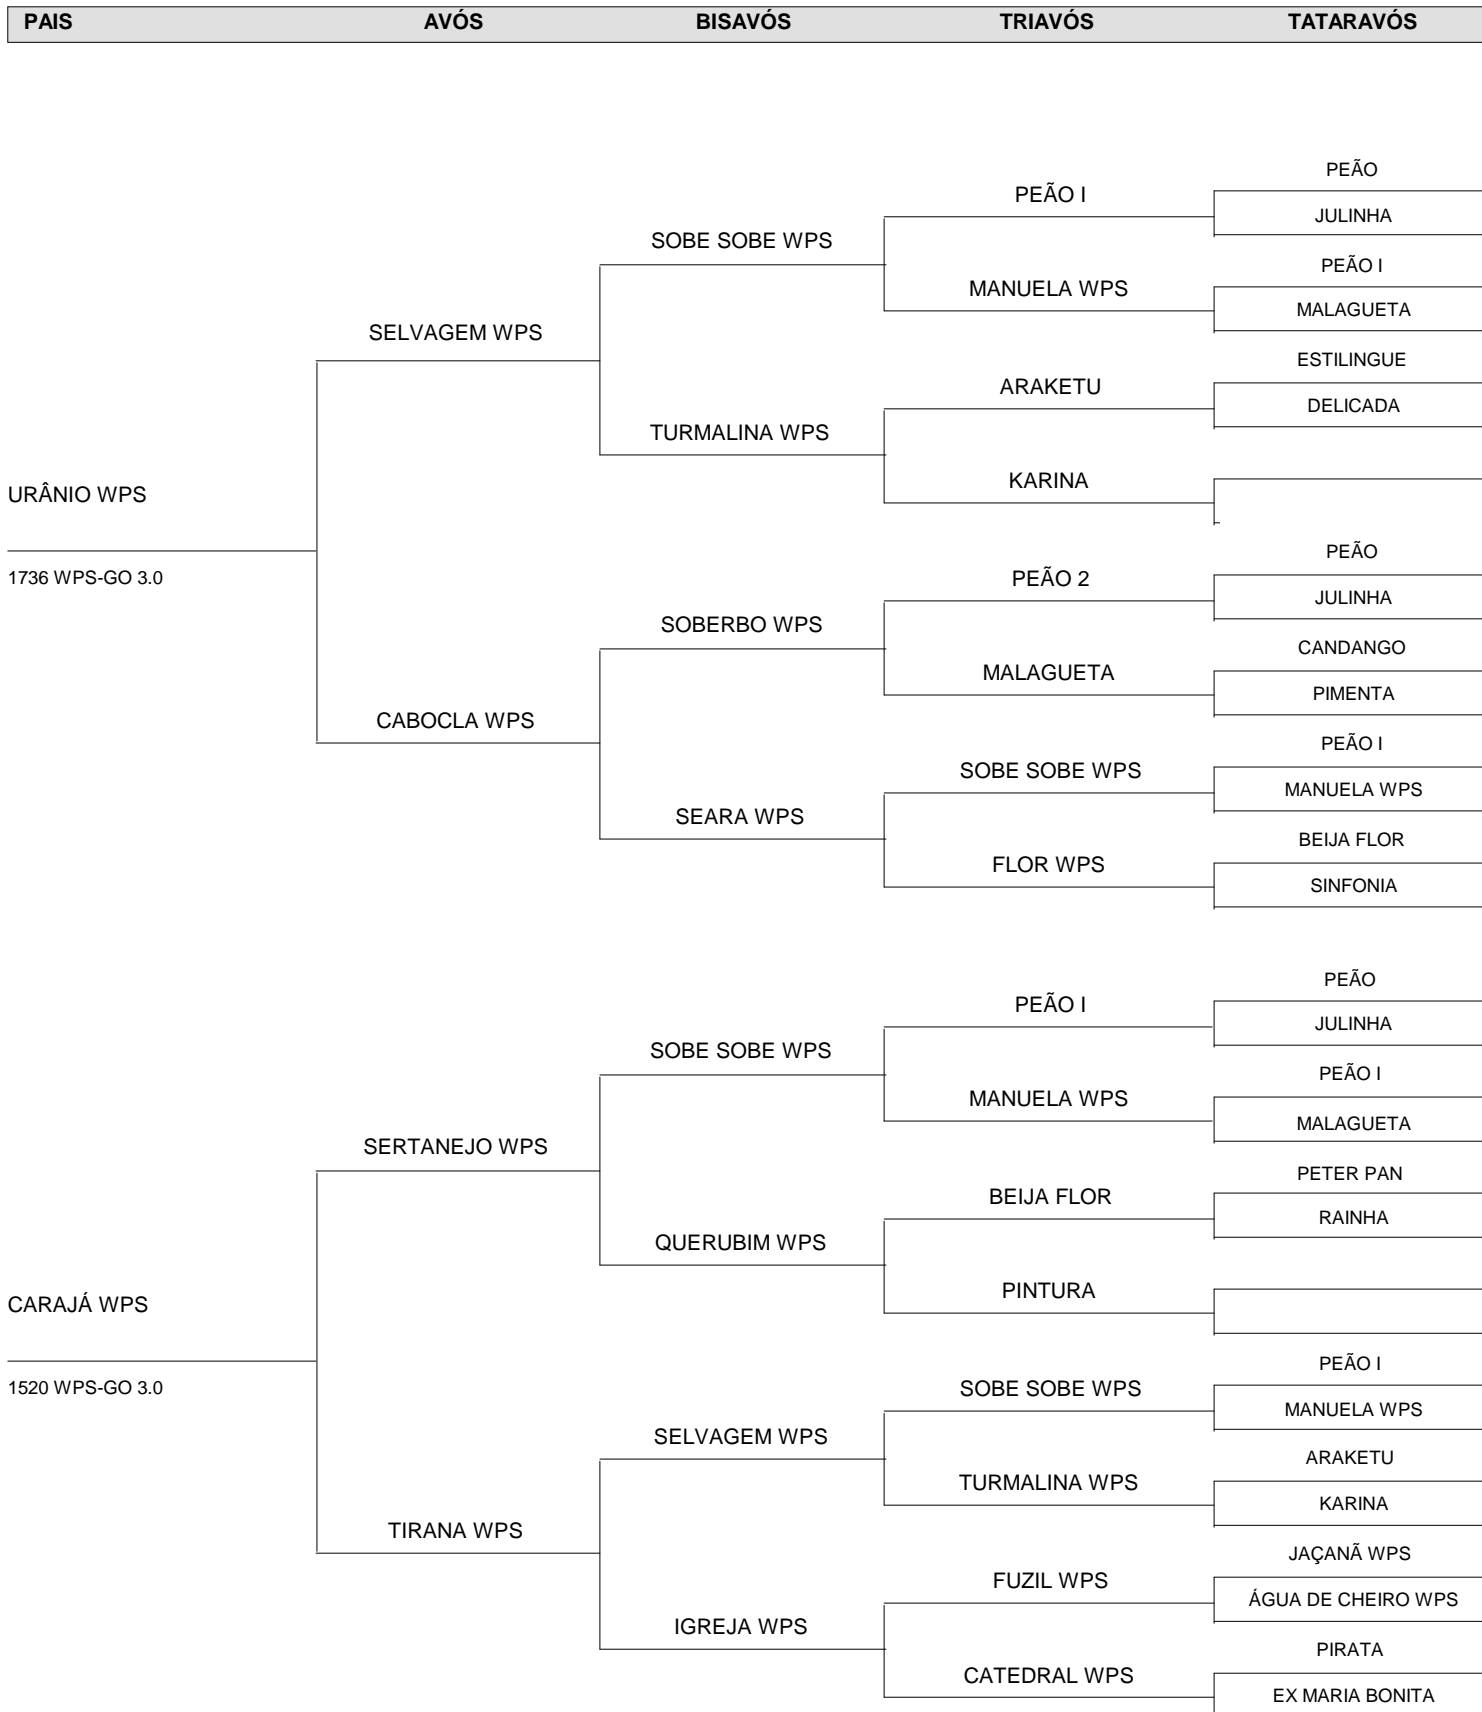 PAIS AVÓS BISAVÓS TRIAVÓS TATARAVÓS
PEÃO
PEÃO I
JULINHA
SOBE SOBE WPS
PEÃO I
MANUELA WPS
MALAGUETA
SELVAGEM WPS
ESTILINGUE
ARAKETU
DELICADA
TURMALINA WPS
KARINA
URÂNIO WPS
PEÃO
1736 WPS-GO 3.0
PEÃO 2
JULINHA
SOBERBO WPS
CANDANGO
MALAGUETA
PIMENTA
CABOCLA WPS
PEÃO I
SOBE SOBE WPS
MANUELA WPS
SEARA WPS
BEIJA FLOR
FLOR WPS
SINFONIA
PEÃO
PEÃO I
JULINHA
SOBE SOBE WPS
PEÃO I
MANUELA WPS
MALAGUETA
SERTANEJO WPS
PETER PAN
BEIJA FLOR
RAINHA
QUERUBIM WPS
PINTURA
CARAJÁ WPS
PEÃO I
1520 WPS-GO 3.0
SOBE SOBE WPS
MANUELA WPS
SELVAGEM WPS
ARAKETU
TURMALINA WPS
KARINA
TIRANA WPS
JAÇANÃ WPS
FUZIL WPS
ÁGUA DE CHEIRO WPS
IGREJA WPS
PIRATA
CATEDRAL WPS
EX MARIA BONITA